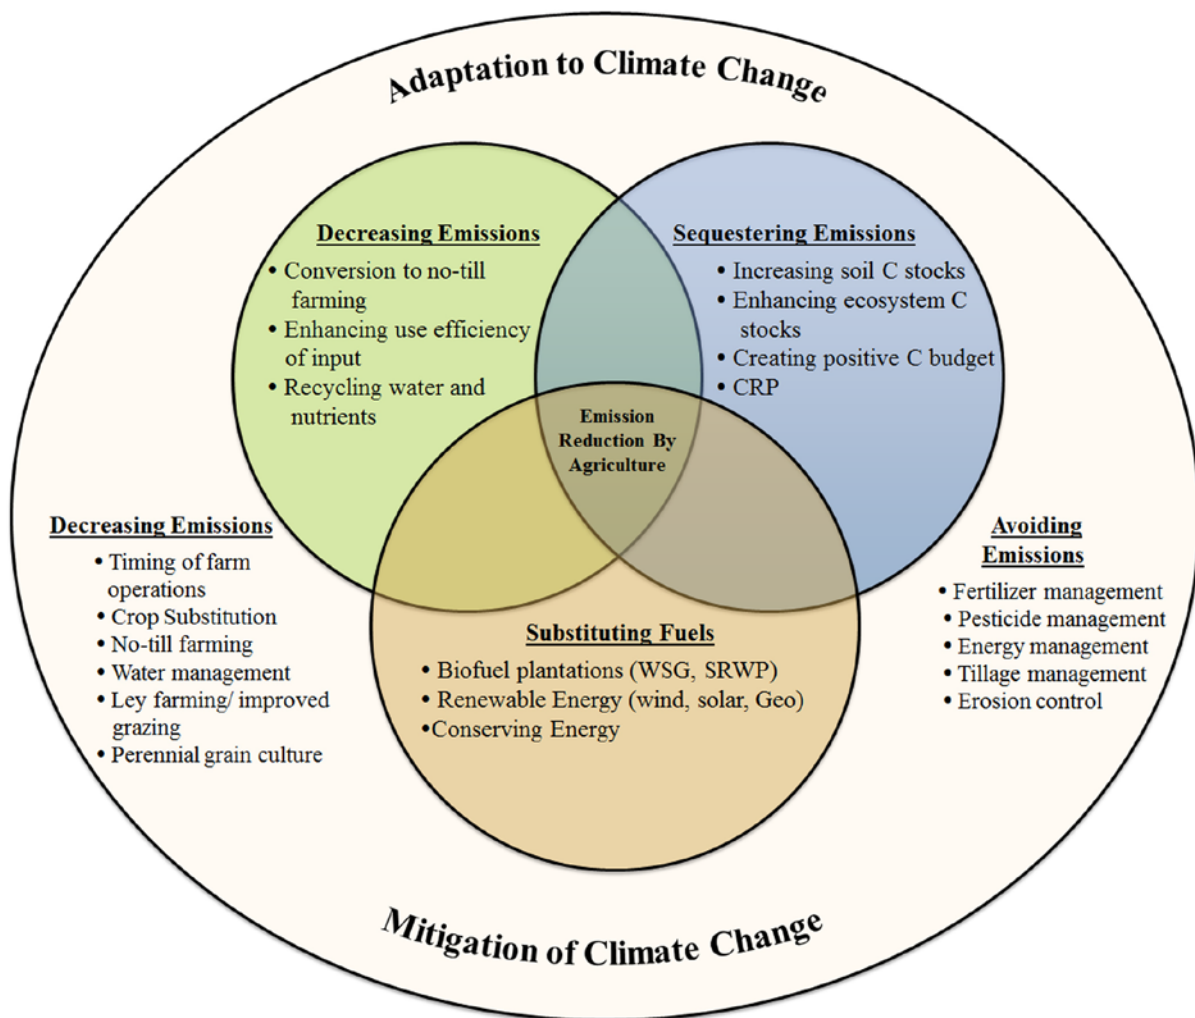 Adaptation to Climate Change
Decreasing Emissions
• Conversion to no-till
farming
• Enhancing use efficiency
of input
• Recycling water and
nutrients
Sequestering Emissions
• Increasing soil C stocks
• Enhancing ecosystem C
stocks
• Creating positive C budget
• CRP
Emission
Reduction By
Agriculture
Decreasing Emissions
• Timing of farm
operations
• Crop Substitution
• No-till farming
• Water management
• Ley farming/ improved
grazing
• Perennial grain culture
Avoiding
Emissions
• Fertilizer management
• Pesticide management
• Energy management
• Tillage management
• Erosion control
Substituting Fuels
• Biofuel plantations (WSG, SRWP)
• Renewable Energy (wind, solar, Geo)
•Conserving Energy
Mitigation of Climate Change